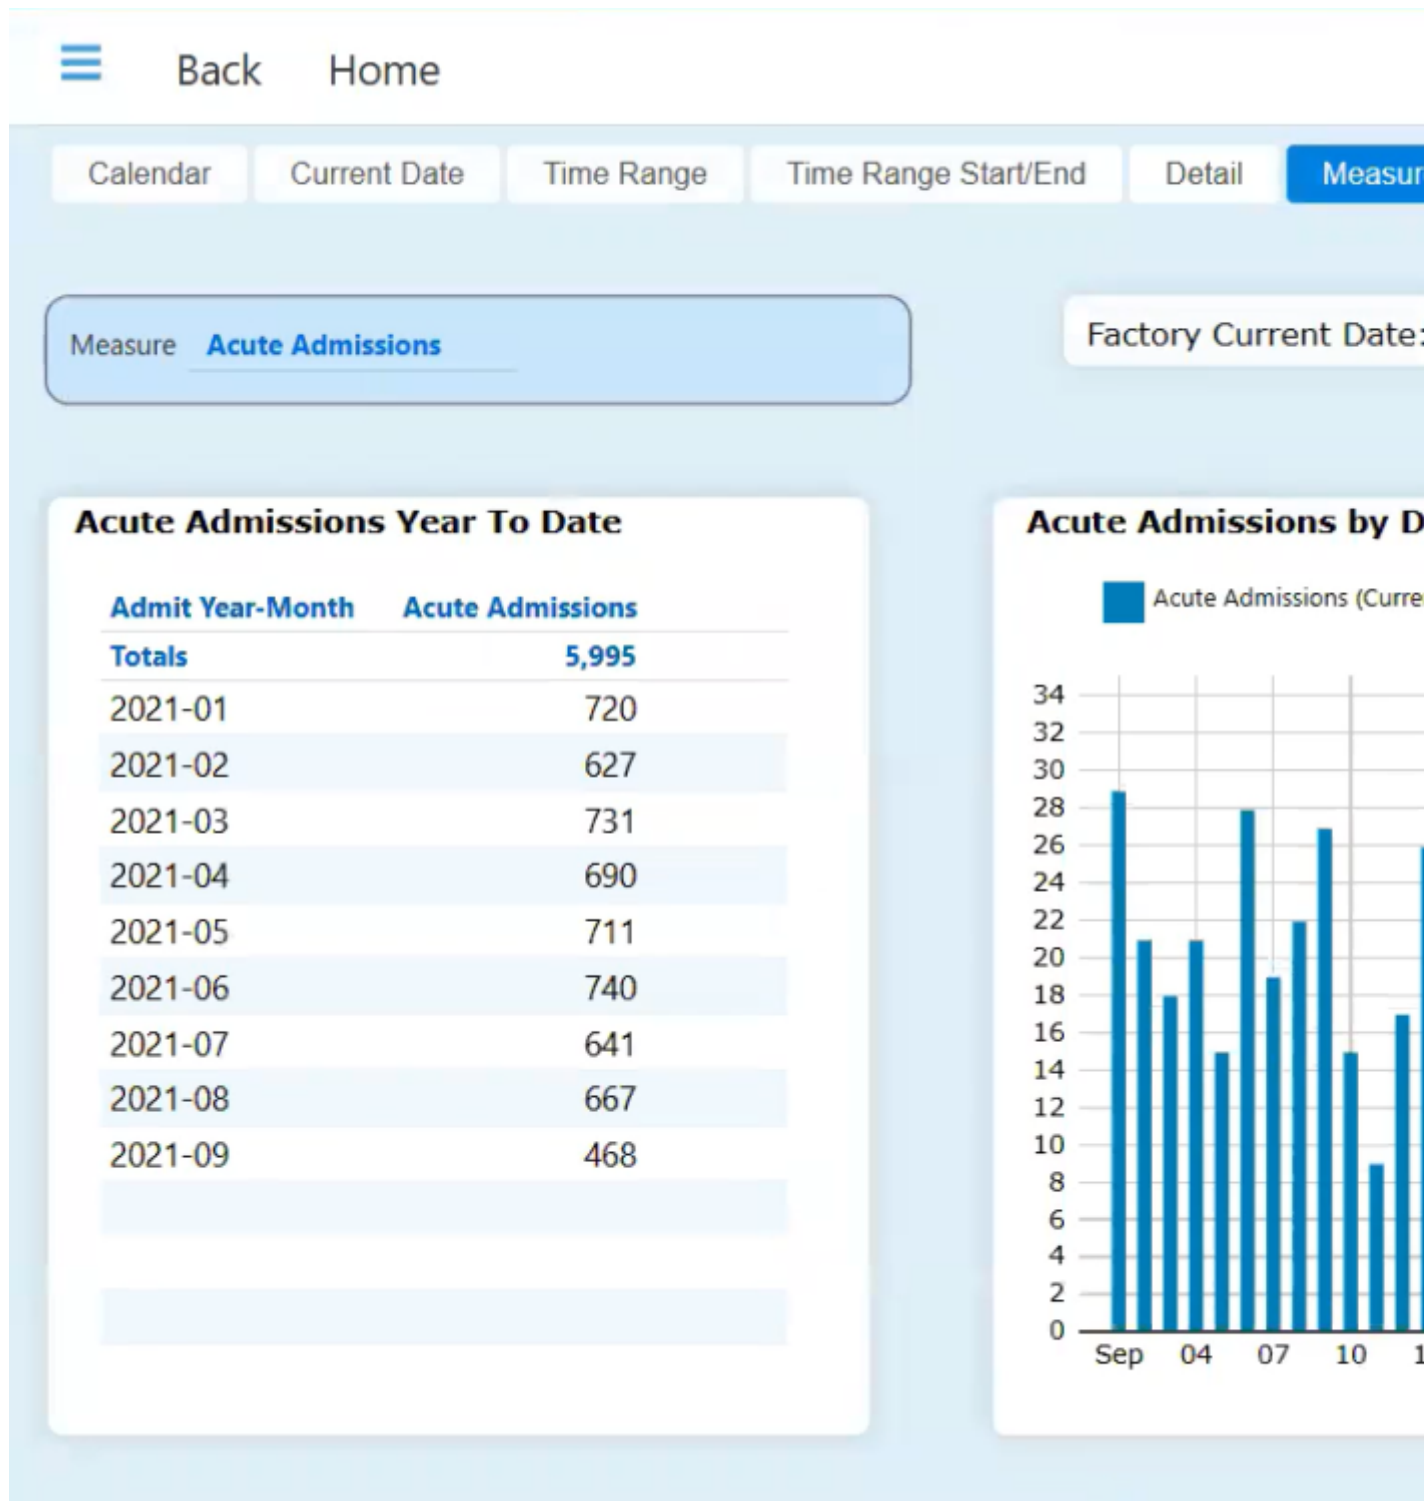 Back Home
Calendar Current Date Time Range Time Range Start/End Detail Measur
Measure Acute Admissions
Factory Current Date:
Acute Admissions Year To Date
Admit Year-Month Acute Admissions
Totals 5,995
2021-01 720
2021-02 627
2021-03 731
2021-04 690
2021-05 711
2021-06 740
2021-07 641
2021-08 667
2021-09 468
Acute Admissions by D
Acute Admissions (Curre
34
32
30
28
26
24
22
20
18
16
14
12
10
8
6
4
2
0
Sep 04 07 10 1